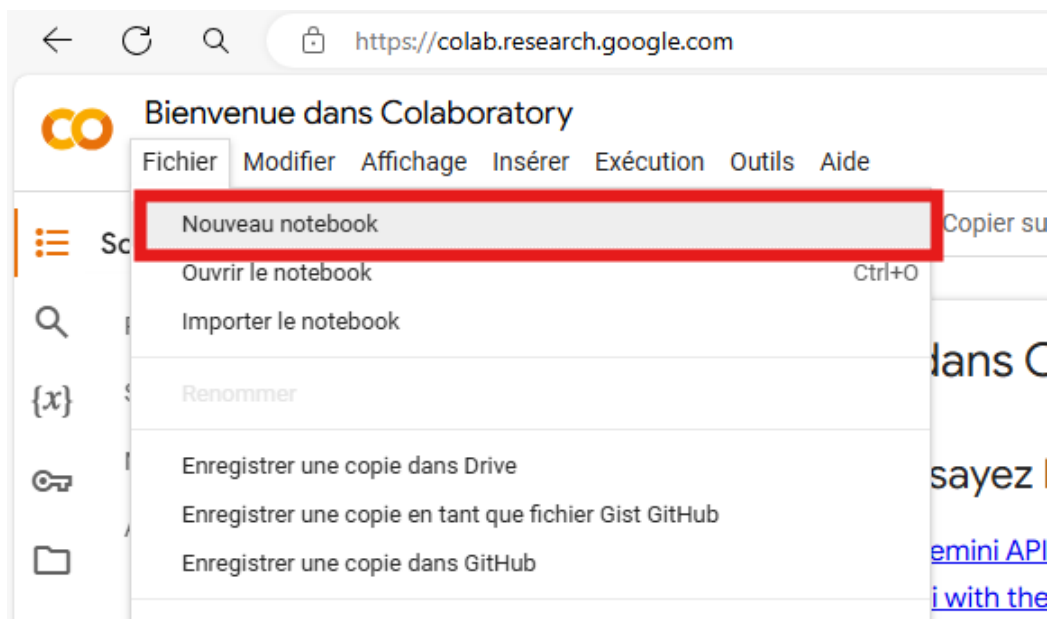 https://colab.research.google.com
Bienvenue dans Colaboratory
Fichier Modifier Affichage Insérer Exécution Outils Aide
Nouveau notebook
Copier su
So
Ouvrir le notebook Ctrl+O
Importer le notebook
dans C
{x}
Renommer
Enregistrer une copie dans Drive
sayez
Enregistrer une copie en tant que fichier Gist GitHub
emini API
Enregistrer une copie dans GitHub
i with the